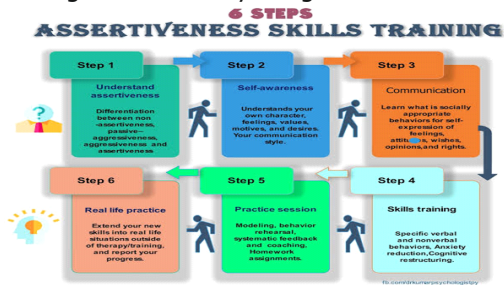 6 STEPS
ASSERTIVENESS SKILLS TRAINING
Step 1
Understand
assertiveness
Differentiation
between non
-assertiveness,
passive-
aggressiveness,
aggressiveness and
assertiveness
Step 2
Self-awareness
Understands your
own character,
feelings, values,
motives, and desires.
Your communication
style.
Step 3
Communication
Learn what is socially
appropriate
behaviors for self-
expression of
feelings,
wishes,
opinions,and rights.
Step 4
Skills training
Specific verbal
and nonverbal
behaviors, Anxiety
reduction,Cognitive
restructuring.
Step 5
Practice session
Modeling, behavior
rehearsal,
systematic feedback
and coaching,
Homework
assignments.
Step 6
Real life practice
Extend your new
skills into real life
situations outside
of therapy/training,
and report your
progress.